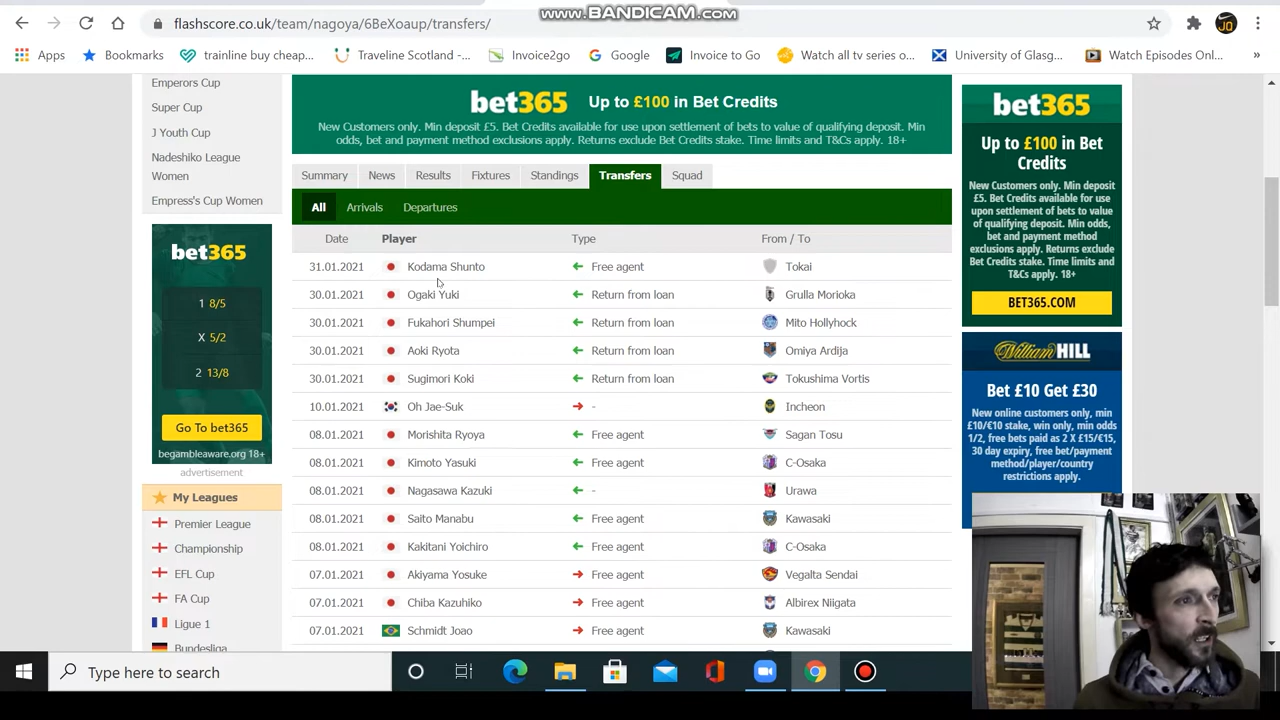 www.BANDICAM.com
flashscore.co.uk/team/nagoya/6BeXoaup/transfers/
JQ
Apps Bookmarks trainline buy cheap... Traveline Scotland -... Invoice2go Google Invoice to Go Watch all tv series o... University of Glasg... Watch Episodes Onl... »
Emperors Cup
Super Cup
J Youth Cup
Nadeshiko League
Women
Empress's Cup Women
bet365 Up to £100 in Bet Credits
New Customers only. Min deposit £5. Bet Credits available for use upon settlement of bets to value of qualifying deposit. Min
odds, bet and payment method exclusions apply. Returns exclude Bet Credits stake. Time limits and T&Cs apply. 18+
Summary News Results Fixtures Standings Transfers Squad
All Arrivals Departures
Date Player Type From / To
31.01.2021 Kodama Shunto Free agent Tokai
30.01.2021 Ogaki Yuki Return from loan Grulla Morioka
30.01.2021 Fukahori Shumpei Return from loan Mito Hollyhock
30.01.2021 Aoki Ryota Return from loan Omiya Ardija
30.01.2021 Sugimori Koki Return from loan Tokushima Vortis
10.01.2021 Oh Jae-Suk - Incheon
08.01.2021 Morishita Ryoya Free agent Sagan Tosu
08.01.2021 Kimoto Yasuki Free agent C-Osaka
08.01.2021 Nagasawa Kazuki - Urawa
08.01.2021 Saito Manabu Free agent Kawasaki
08.01.2021 Kakitani Yoichiro Free agent C-Osaka
07.01.2021 Akiyama Yosuke Free agent Vegalta Sendai
07.01.2021 Chiba Kazuhiko Free agent Albirex Niigata
07.01.2021 Schmidt Joao Free agent Kawasaki
bet365
1 8/5
X 5/2
2 13/8
Go To bet365
begambleaware.org 18+
advertisement
My Leagues
Premier League
Championship
EFL Cup
FA Cup
Ligue 1
Bundesliga
bet365
Up to £100 in Bet
Credits
New Customers only. Min deposit
£5. Bet Credits available for use
upon settlement of bets to value
of qualifying deposit. Min odds,
bet and payment method
exclusions apply. Returns exclude
Bet Credits stake. Time limits and
T&Cs apply. 18+
BET365.COM
William HILL
Bet £10 Get £30
New online customers only, min
£10/€10 stake, win only, min odds
1/2, free bets paid as 2 X £15/€15,
30 day expiry, free bet/payment
method/player/country
restrictions apply.
Type here to search